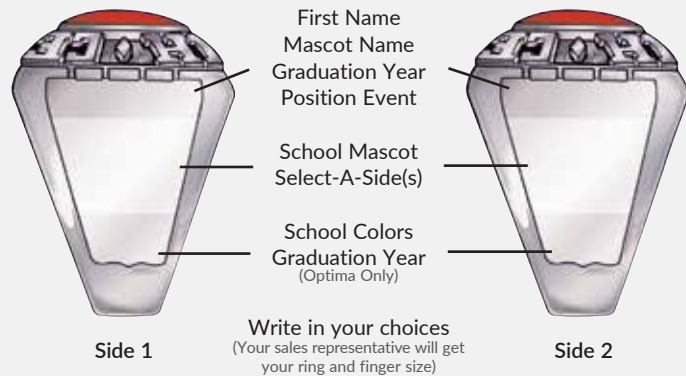 First Name
Mascot Name
Graduation Year
Position Event
School Mascot
Select-A-Side(s)
School Colors
Graduation Year
(Optima Only)
Side 1
Write in your choices
(Your sales representative will get
your ring and finger size)
Side 2